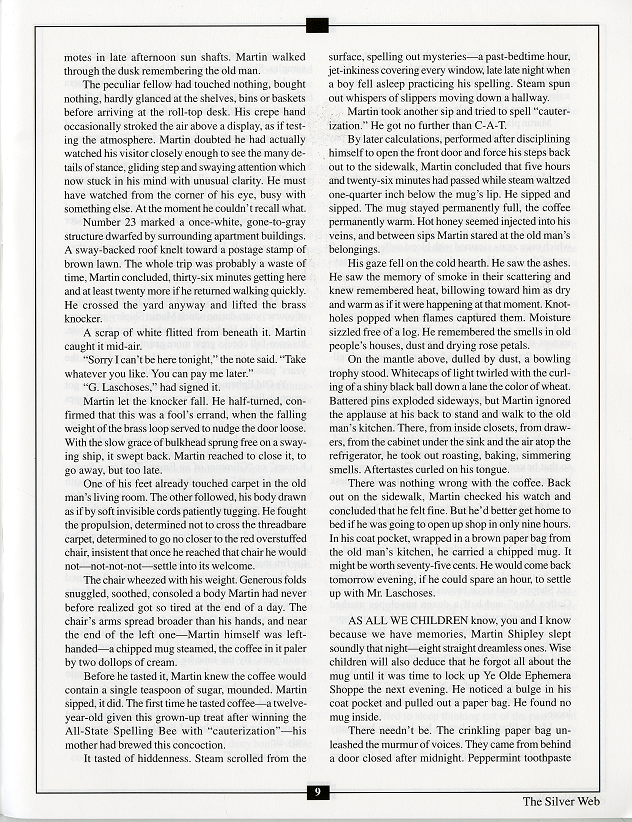 motes in late afternoon sun shafts. Martin walked
through the dusk remembering the old man.
The peculiar fellow had touched nothing, bought
nothing, hardly glanced at the shelves, bins or baskets
before arriving at the roll-top desk. His crepe hand
occasionally stroked the air above a display, as if test-
ing the atmosphere. Martin doubted he had actually
watched his visitor closely enough to see the many de-
tails of stance, gliding step and swaying attention which
now stuck in his mind with unusual clarity. He must
have watched from the corner of his eye, busy with
something else. At the moment he couldn't recall what.
Number 23 marked a once-white, gone-to-gray
structure dwarfed by surrounding apartment buildings.
A sway-backed roof knelt toward a postage stamp of
brown lawn. The whole trip was probably a waste of
time, Martin concluded, thirty-six minutes getting here
and at least twenty more if he returned walking quickly.
He crossed the yard anyway and lifted the brass
knocker.
A scrap of white flitted from beneath it. Martin
caught it mid-air.
“Sorry I can't be here tonight,” the note said. “Take
whatever you like. You can pay me later.”
“G. Laschoses,” had signed it.
Martin let the knocker fall. He half-turned, con-
firmed that this was a fool's errand, when the falling
weight of the brass loop served to nudge the door loose.
With the slow grace of bulkhead sprung free on a sway-
ing ship, it swept back. Martin reached to close it, to
go away, but too late.
One of his feet already touched carpet in the old
man's living room. The other followed, his body drawn
as if by soft invisible cords patiently tugging. He fought
the propulsion, determined not to cross the threadbare
carpet, determined to go no closer to the red overstuffed
chair, insistent that once he reached that chair he would
not—not-not-not—settle into its welcome.
The chair wheezed with his weight. Generous folds
snuggled, soothed, consoled a body Martin had never
before realized got so tired at the end of a day. The
chair's arms spread broader than his hands, and near
the end of the left one—Martin himself was left-
handed—a chipped mug steamed, the coffee in it paler
by two dollops of cream.
Before he tasted it, Martin knew the coffee would
contain a single teaspoon of sugar, mounded. Martin
sipped, it did. The first time he tasted coffee—a twelve-
year-old given this grown-up treat after winning the
All-State Spelling Bee with “cauterization”—his
mother had brewed this concoction.
It tasted of hiddenness. Steam scrolled from the
surface, spelling out mysteries—a past-bedtime hour,
jet-inkiness covering every window, late late night when
a boy fell asleep practicing his spelling. Steam spun
out whispers of slippers moving down a hallway.
Martin took another sip and tried to spell “cauter-
ization.” He got no further than C-A-T.
By later calculations, performed after disciplining
himself to open the front door and force his steps back
out to the sidewalk, Martin concluded that five hours
and twenty-six minutes had passed while steam waltzed
one-quarter inch below the mug's lip. He sipped and
sipped. The mug stayed permanently full, the coffee
permanently warm. Hot honey seemed injected into his
veins, and between sips Martin stared at the old man's
belongings.
His gaze fell on the cold hearth. He saw the ashes.
He saw the memory of smoke in their scattering and
knew remembered heat, billowing toward him as dry
and warm as if it were happening at that moment. Knot-
holes popped when flames captured them. Moisture
sizzled free of a log. He remembered the smells in old
people's houses, dust and drying rose petals.
On the mantle above, dulled by dust, a bowling
trophy stood. Whitecaps of light twirled with the curl-
ing of a shiny black ball down a lane the color of wheat.
Battered pins exploded sideways, but Martin ignored
the applause at his back to stand and walk to the old
man's kitchen. There, from inside closets, from draw-
ers, from the cabinet under the sink and the air atop the
refrigerator, he took out roasting, baking, simmering
smells. Aftertastes curled on his tongue.
There was nothing wrong with the coffee. Back
out on the sidewalk, Martin checked his watch and
concluded that he felt fine. But he'd better get home to
bed if he was going to open up shop in only nine hours.
In his coat pocket, wrapped in a brown paper bag from
the old man's kitchen, he carried a chipped mug. It
might be worth seventy-five cents. He would come back
tomorrow evening, if he could spare an hour, to settle
up with Mr. Laschoses.
AS ALL WE CHILDREN know, you and I know
because we have memories, Martin Shipley slept
soundly that night—eight straight dreamless ones. Wise
children will also deduce that he forgot all about the
mug until it was time to lock up Ye Olde Ephemera
Shoppe the next evening. He noticed a bulge in his
coat pocket and pulled out a paper bag. He found no
mug inside.
There needn't be. The crinkling paper bag un-
leashed the murmur of voices. They came from behind
a door closed after midnight. Peppermint toothpaste
9
The Silver Web